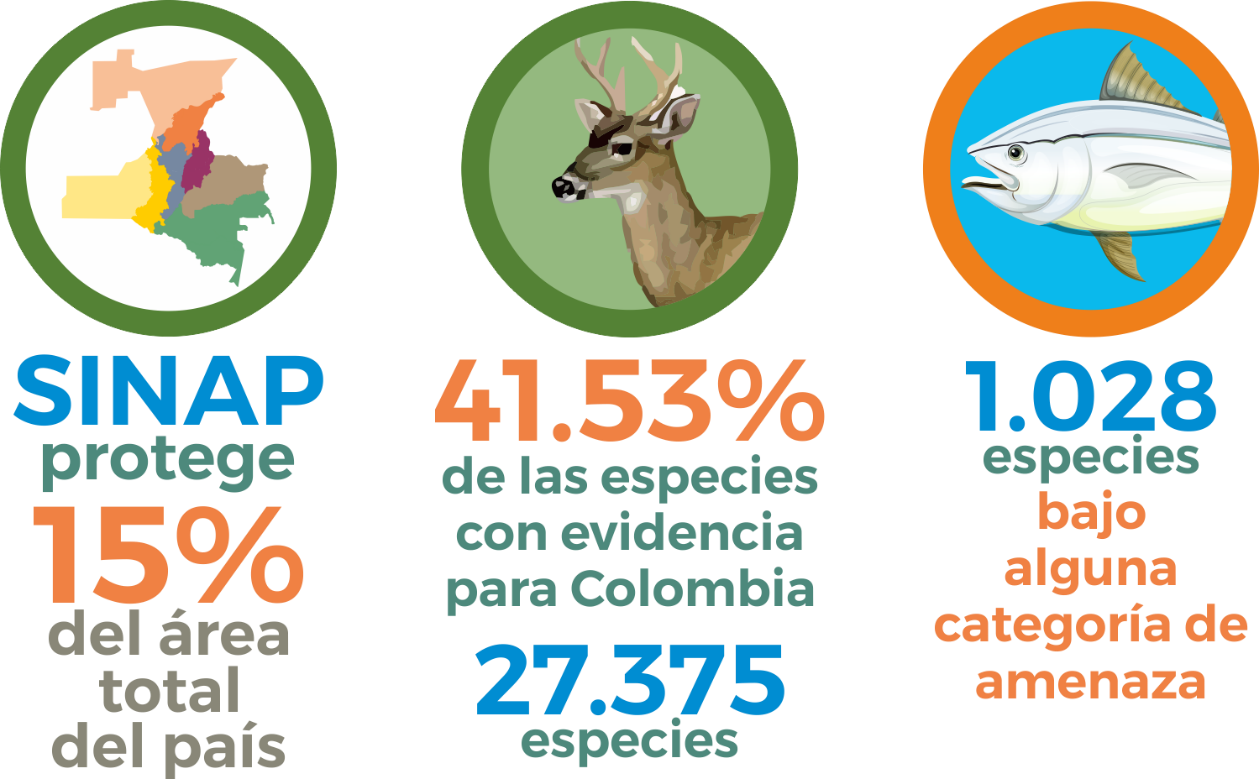 SINAP
protege
15%
del área
total
del país
41.53%
de las especies
con evidencia
para Colombia
27.375
especies
1.028
especies
bajo
alguna
categoría de
amenaza